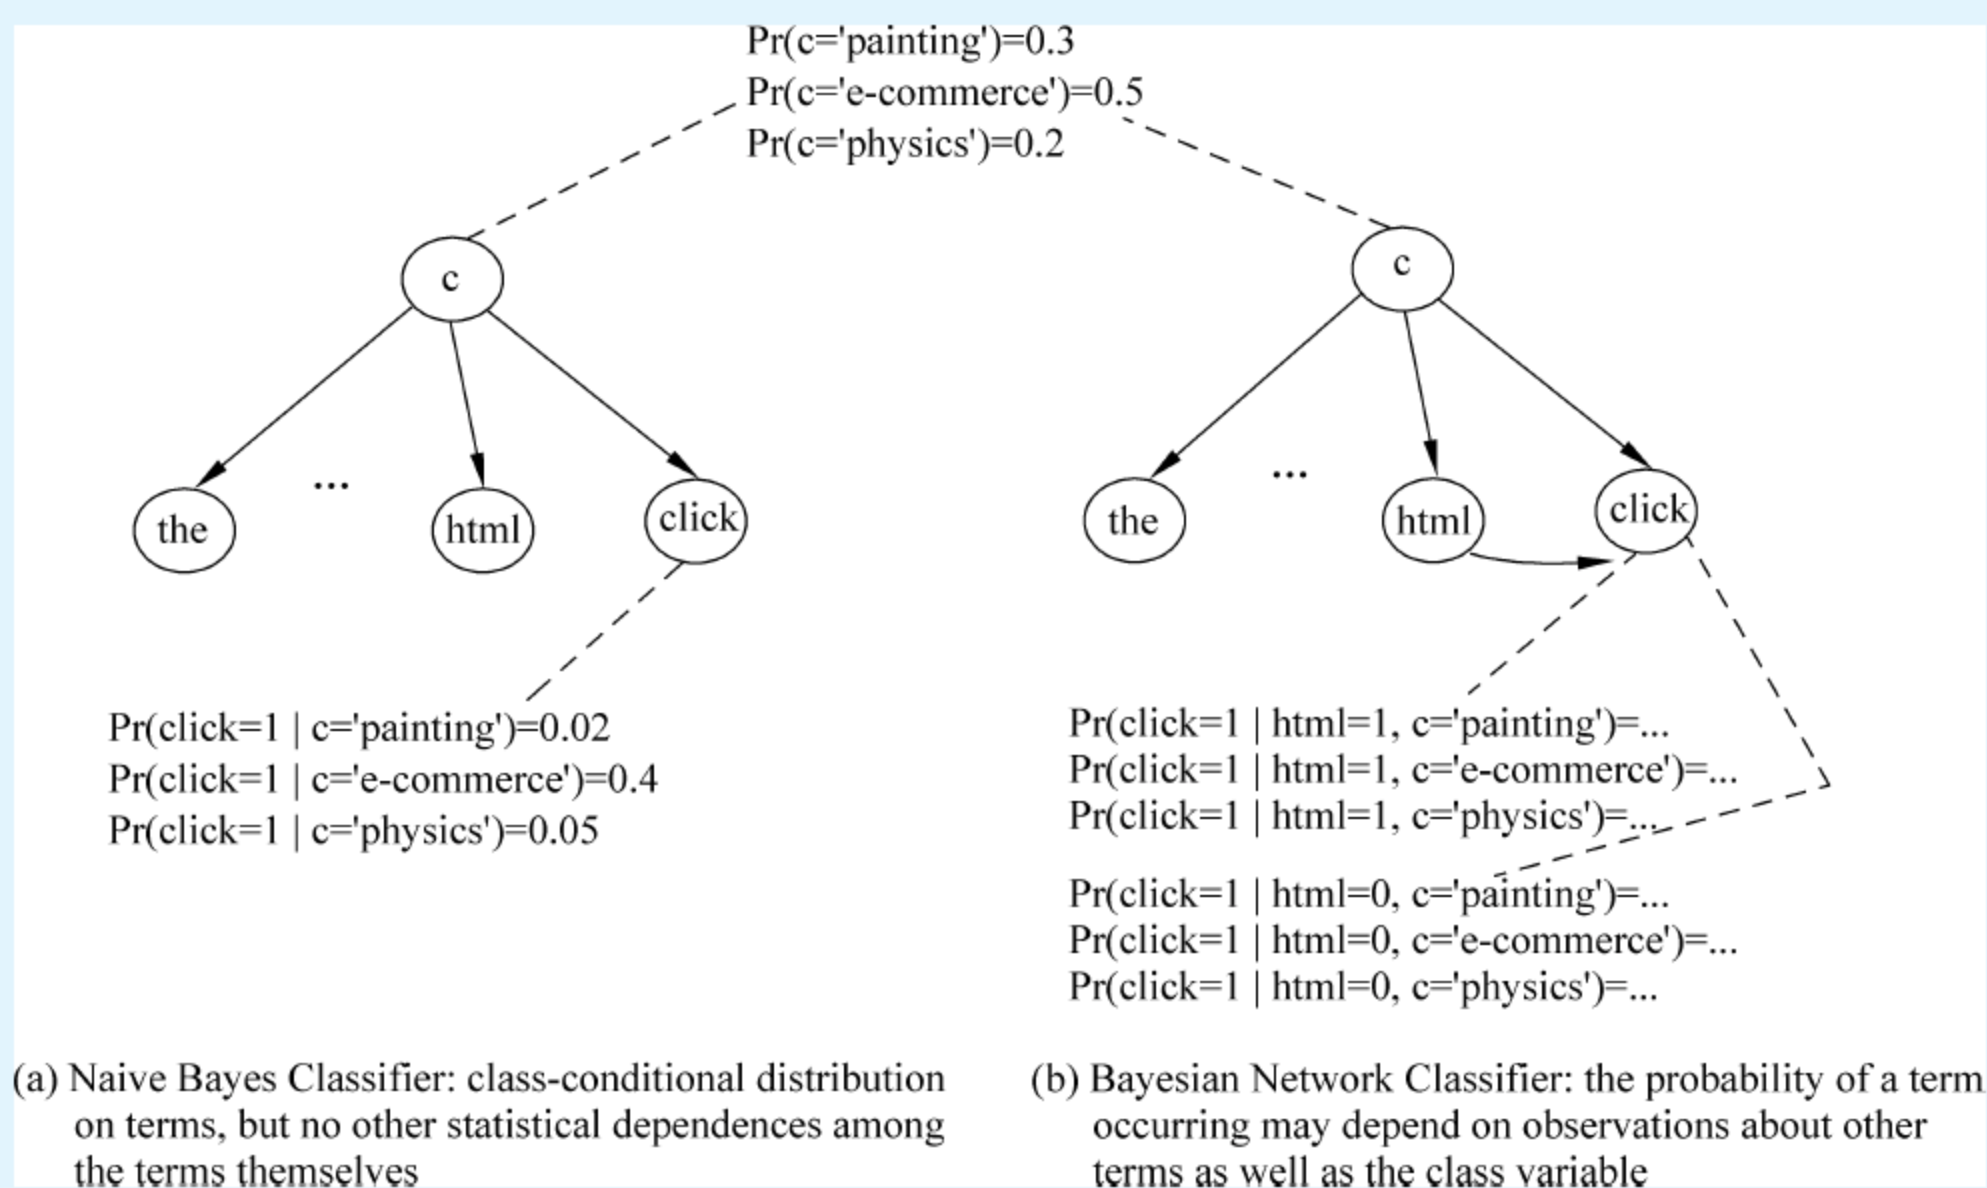 Pr(c='painting')=0.3
Pr(c='e-commerce')=0.5
Pr(c='physics')=0.2
c
the
...
html
click
Pr(click=1 | c='painting')=0.02
Pr(click=1 | c='e-commerce')=0.4
Pr(click=1 | c='physics')=0.05
(a) Naive Bayes Classifier: class-conditional distribution
on terms, but no other statistical dependences among
the terms themselves
c
the
...
html
click
Pr(click=1 | html=1, c='painting')=...
Pr(click=1 | html=1, c='e-commerce')=...
Pr(click=1 | html=1, c='physics')=...
Pr(click=1 | html=0, c='painting')=...
Pr(click=1 | html=0, c='e-commerce')=...
Pr(click=1 | html=0, c='physics')=...
(b) Bayesian Network Classifier: the probability of a term
occurring may depend on observations about other
terms as well as the class variable